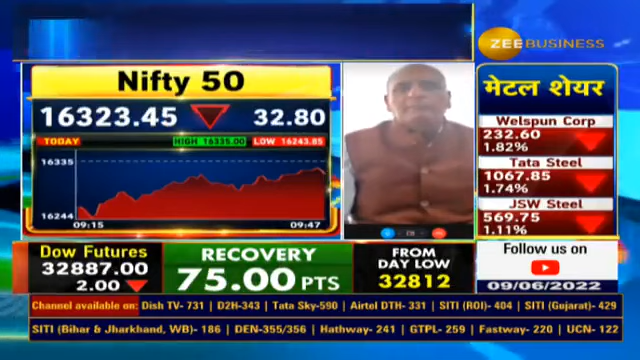 ZEE BUSINESS
Nifty 50
16323.45 32.80
TODAY HIGH 16335.00 LOW 16243.85
16335
16244
09:15 09:47
मेटल शेयर
Welspun Corp
232.60
1.82%
Tata Steel
1067.85
1.74%
JSW Steel
569.75
1.11%
Dow Futures
32887.00
2.00
RECOVERY
75.00 PTS
FROM
DAY LOW
32812
Follow us on
09/06/2022
Channel available on: Dish TV- 731 | D2H-343 | Tata Sky-590 | Airtel DTH- 331 | SITI (ROI)- 404 | SITI (Gujarat)- 429
SITI (Bihar & Jharkhand, WB)- 186 | DEN-355/356 | Hathway- 241 | GTPL- 259 | Fastway- 220 | UCN- 122